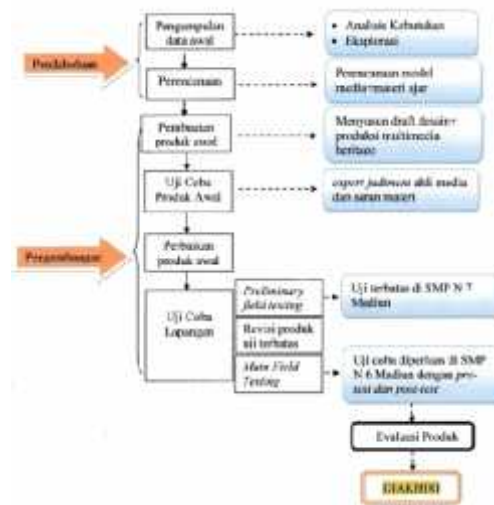 Pengumpulan
data awal
• Analisis Kebutuhan
• Eksplorasi
Pendahuluan
Perencanaan
Perencanaan model
media+materi ajar
Pembuatan
produk awal
Menyusun draft desain+
produksi multimedia
heritage
Uji Coba
Produk Awal
expert judment ahli media
dan saran materi
Pengembangan
Perbaikan
produk awal
Uji Coba
Lapangan
Preliminary
field testing
Uji terbatas di SMP N 7
Madiun
Revisi produk
uji terbatas
Main Field
Testing
Uji coba diperluas di SMP
N 6 Madiun dengan pre-
test dan post-test
Evaluasi Produk